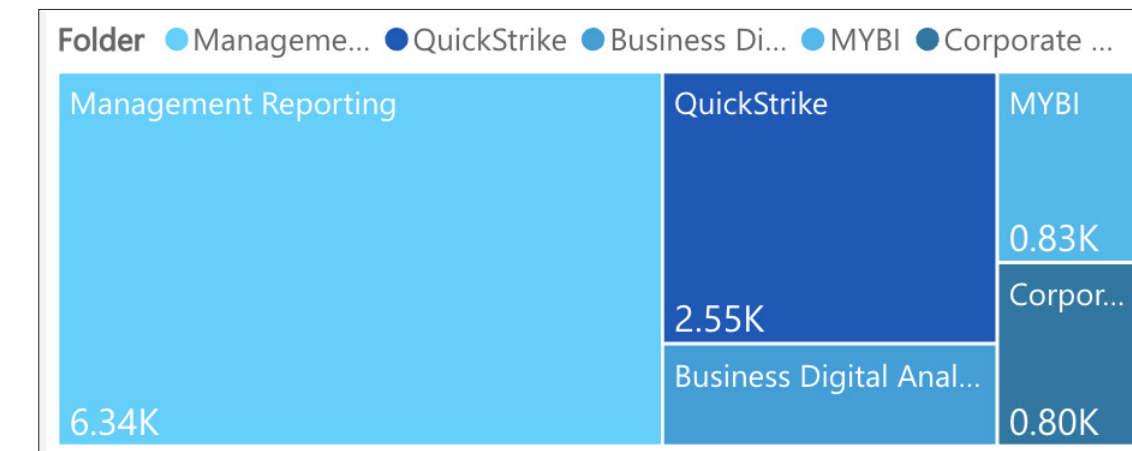 Folder Manageme... QuickStrike Business Di... MYBI Corporate ...
Management Reporting
6.34K
QuickStrike
2.55K
Business Digital Anal...
MYBI
0.83K
Corpor...
0.80K